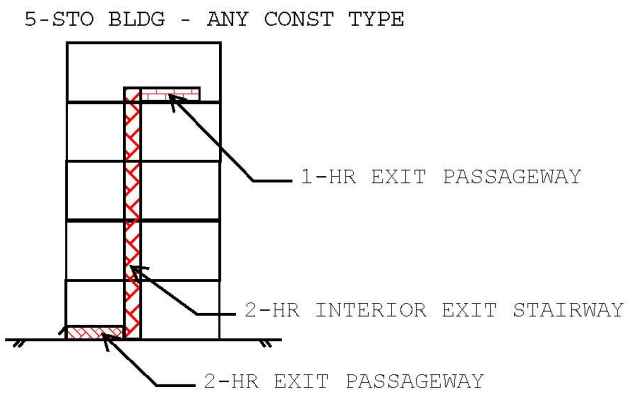 5-STO BLDG - ANY CONST TYPE
1-HR EXIT PASSAGEWAY
2-HR INTERIOR EXIT STAIRWAY
2-HR EXIT PASSAGEWAY